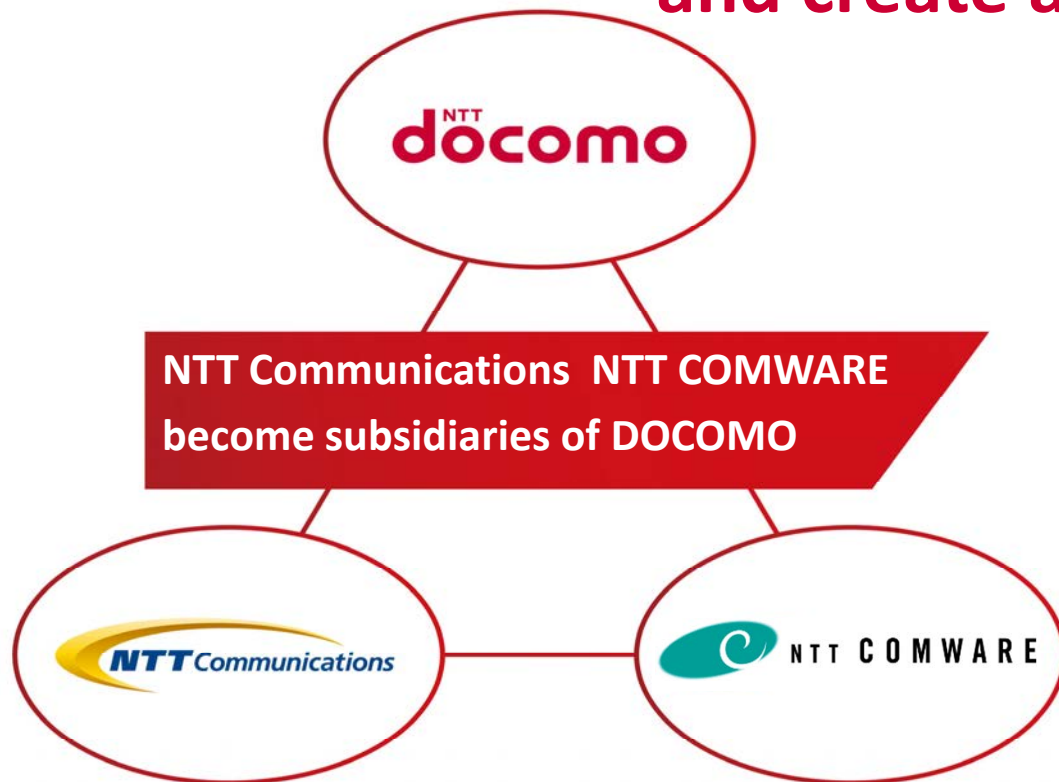 and create a
NTT
docomo
NTT Communications NTT COMWARE
become subsidiaries of DOCOMO
NTT Communications
NTT COMWARE